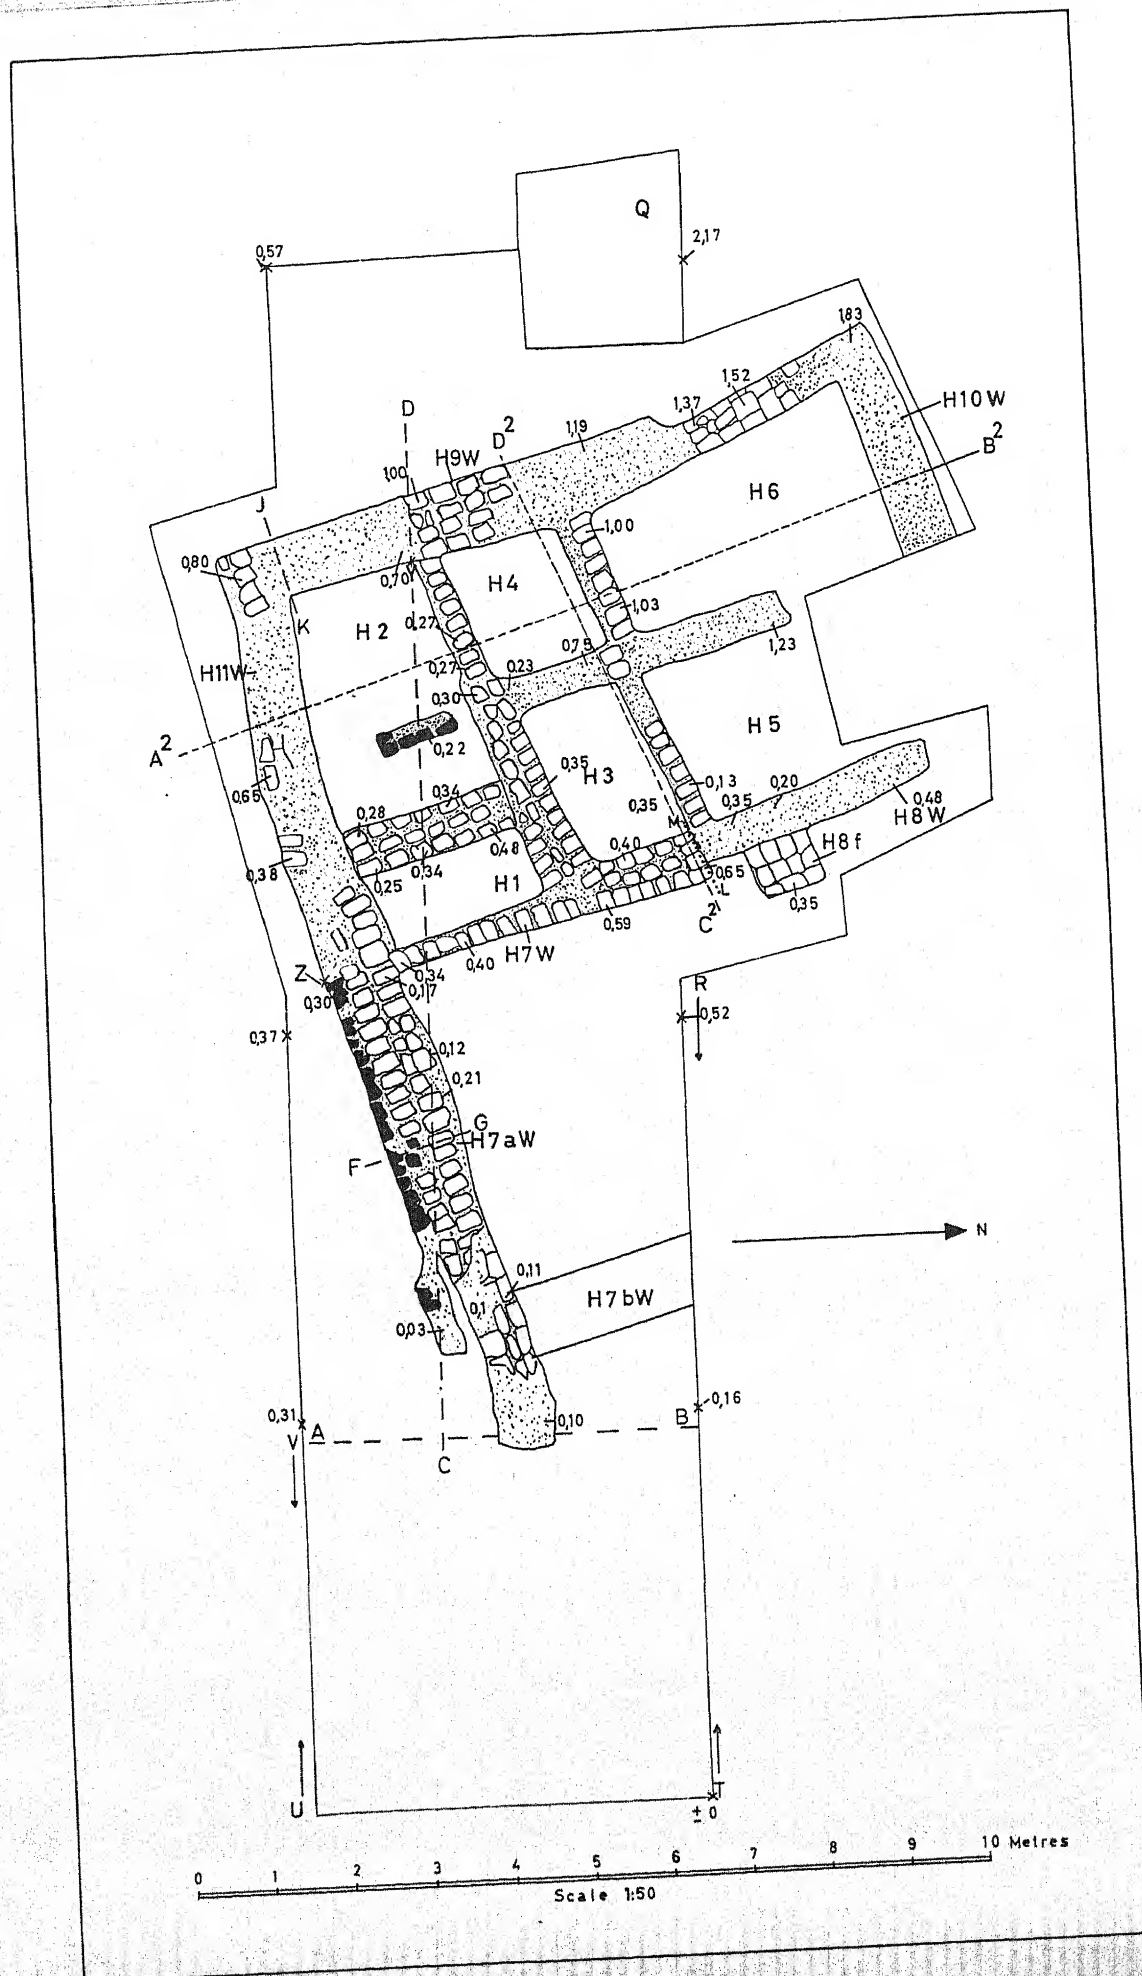 Q
0,57
2,17
1,83
1,52
1,37
H10W
D
D²
1,19
B²
H9W
1,00
J
H6
1,00
0,80
0,70
H4
K
H2
0,27
1,03
0,75
1,23
H11W
0,27
0,23
0,30
A²
0,22
H5
H
0,35
H3
0,65
0,34
0,13
0,20
0,28
0,35
0,35
0,48
H8W
M
0,48
0,40
H8f
0,38
0,25
0,34
H1
0,65
L
0,35
0,59
C²
H7W
0,40
Z
0,34
0,17
0,30
R
0,37
0,52
0,12
0,21
G
H7aW
F
N
0,11
H7bW
0,1
0,03
0,16
0,31
A
B
V
0,10
C
U
T
± 0
0 1 2 3 4 5 6 7 8 9 10 Metres
Scale 1:50